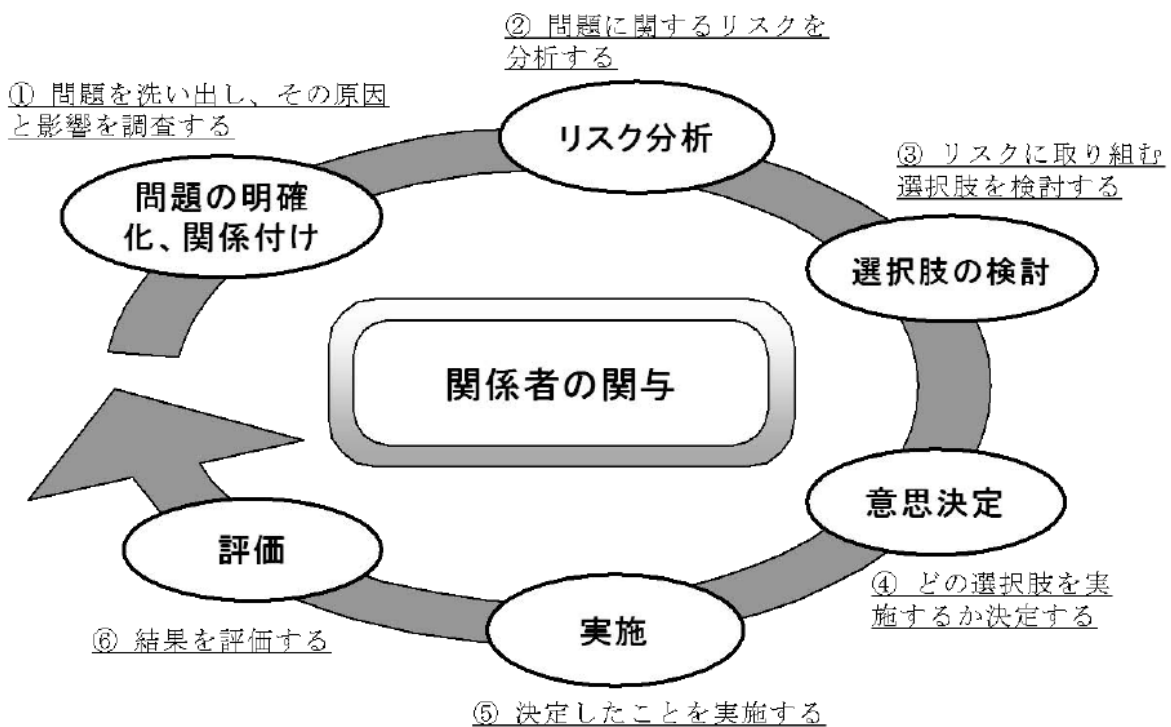 ② 問題に関するリスクを
分析する
① 問題を洗い出し、その原因
と影響を調査する
リスク分析
③ リスクに取り組む
選択肢を検討する
問題の明確
化、関係付け
選択肢の検討
関係者の関与
意思決定
評価
④ どの選択肢を実
施するか決定する
実施
⑥ 結果を評価する
⑤ 決定したことを実施する